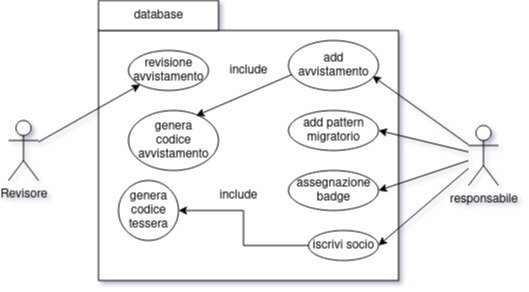 database
revisione
avvistamento
include
add
avvistamento
genera
codice
avvistamento
add pattern
migratorio
Revisore
genera
codice
tessera
include
assegnazione
badge
responsabile
iscrivi socio